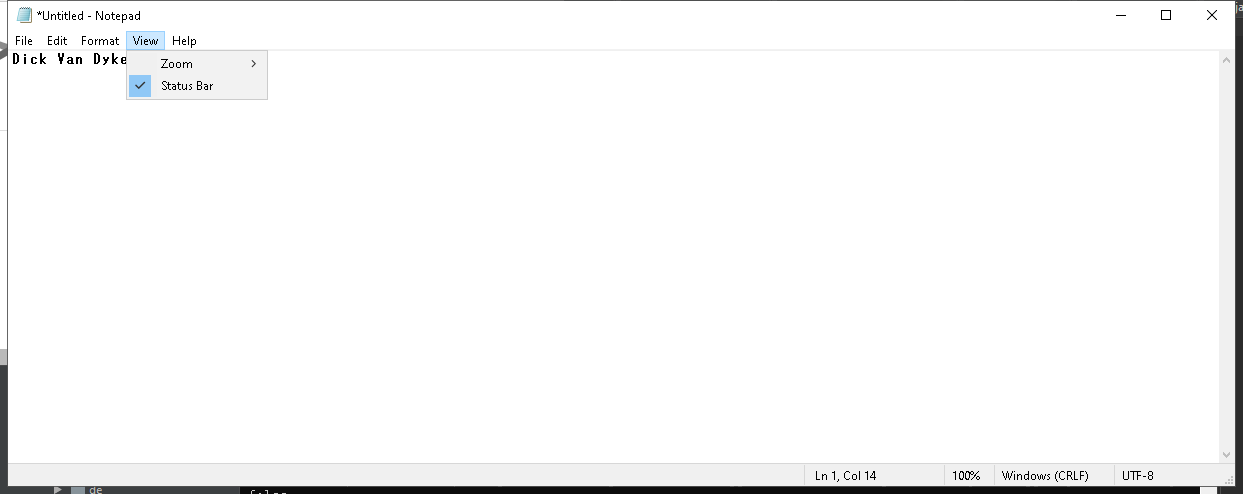 *Untitled - Notepad
File Edit Format View Help
Dick Van Dyke
Zoom
Status Bar
Ln 1, Col 14 100% Windows (CRLF) UTF-8
de